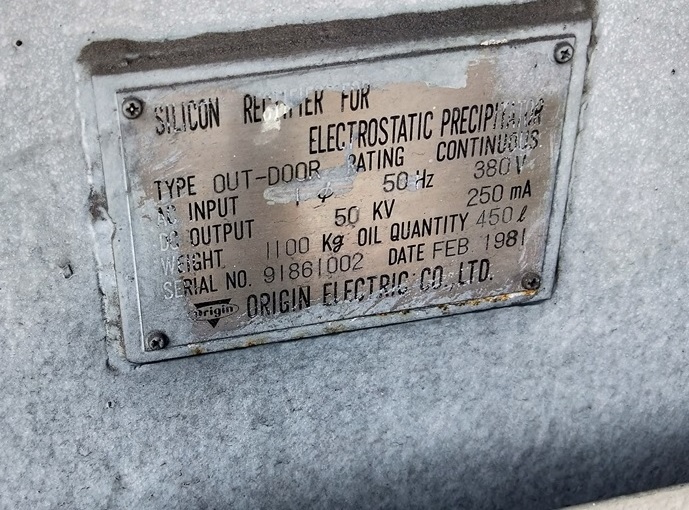 SILICON RECTIFIER FOR
ELECTROSTATIC PRECIPITATOR
TYPE OUT-DOOR RATING CONTINUOUS
AC INPUT 1 ϕ 50 Hz 380 V
DC OUTPUT 50 KV 250 mA
WEIGHT. 1100 Kg OIL QUANTITY 450 ℓ
SERIAL NO. 91861002 DATE FEB 1981
Origin ORIGIN ELECTRIC CO., LTD.